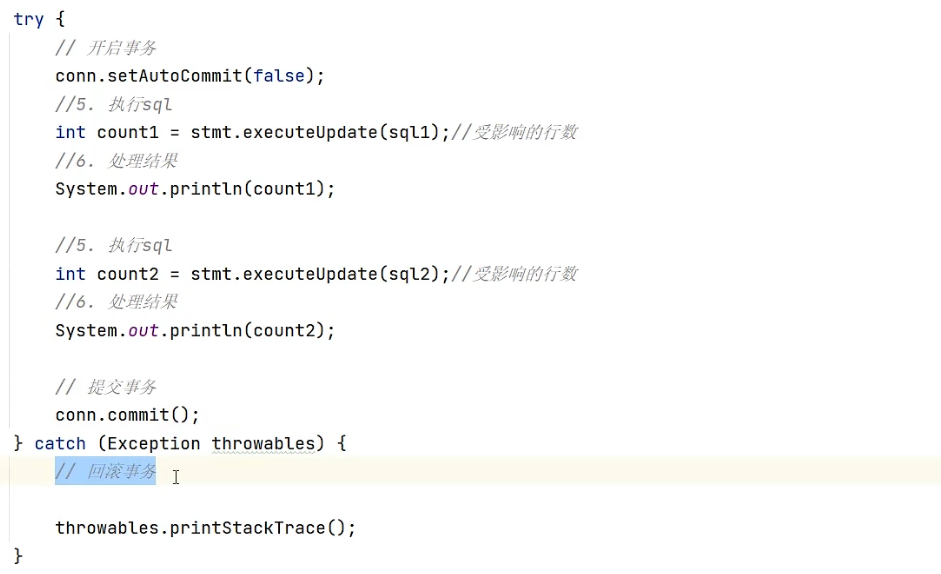 try {
// 开启事务
conn.setAutoCommit(false);
//5. 执行sql
int count1 = stmt.executeUpdate(sql1);//受影响的行数
//6. 处理结果
System.out.println(count1);
//5. 执行sql
int count2 = stmt.executeUpdate(sql2);//受影响的行数
//6. 处理结果
System.out.println(count2);
// 提交事务
conn.commit();
} catch (Exception throwables) {
// 回滚事务
throwables.printStackTrace();
}